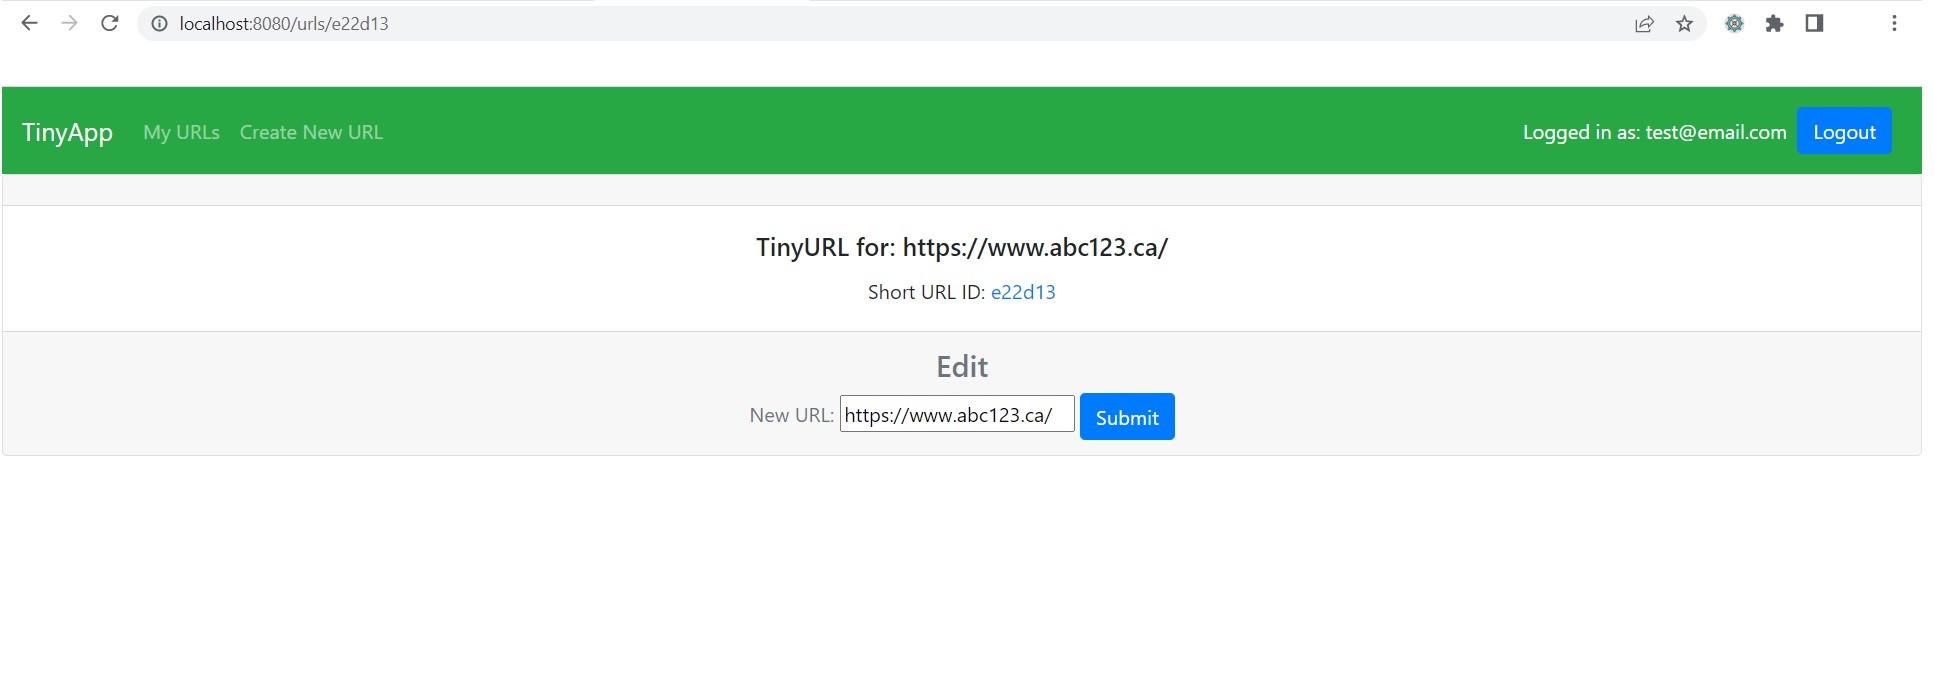 localhost:8080/urls/e22d13
TinyApp My URLs Create New URL Logged in as: test@email.com Logout
TinyURL for: https://www.abc123.ca/
Short URL ID: e22d13
Edit
New URL: https://www.abc123.ca/ Submit